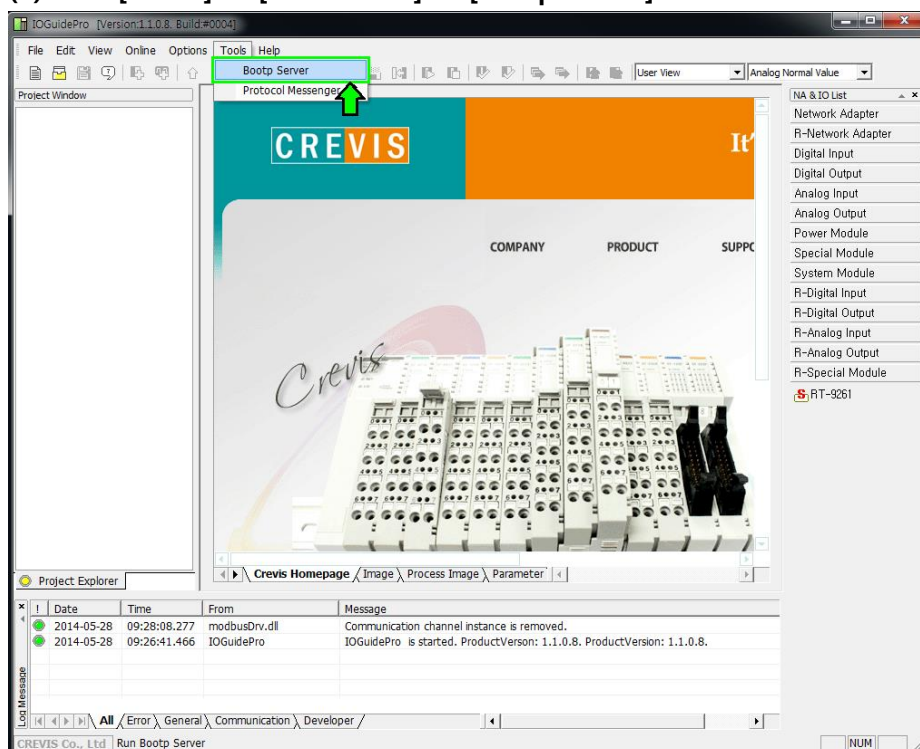 IOGuidePro [Version:1.1.0.8. Build:#0004]
File Edit View Online Options Tools Help
Bootp Server
Protocol Messenger
User View
Analog Normal Value
Project Window
CREVIS
It'
COMPANY PRODUCT SUPPO
Crevis
NA & IO List
Network Adapter
R-Network Adapter
Digital Input
Digital Output
Analog Input
Analog Output
Power Module
Special Module
System Module
R-Digital Input
R-Digital Output
R-Analog Input
R-Analog Output
R-Special Module
RT-9261
Project Explorer
Crevis Homepage Image Process Image Parameter
! Date Time From Message
2014-05-28 09:28:08.277 modbusDrv.dll Communication channel instance is removed.
2014-05-28 09:26:41.466 IOGuidePro IOGuidePro is started. ProductVerson: 1.1.0.8. ProductVersion: 1.1.0.8.
Log Message
All Error General Communication Developer
CREVIS Co., Ltd Run Bootp Server NUM